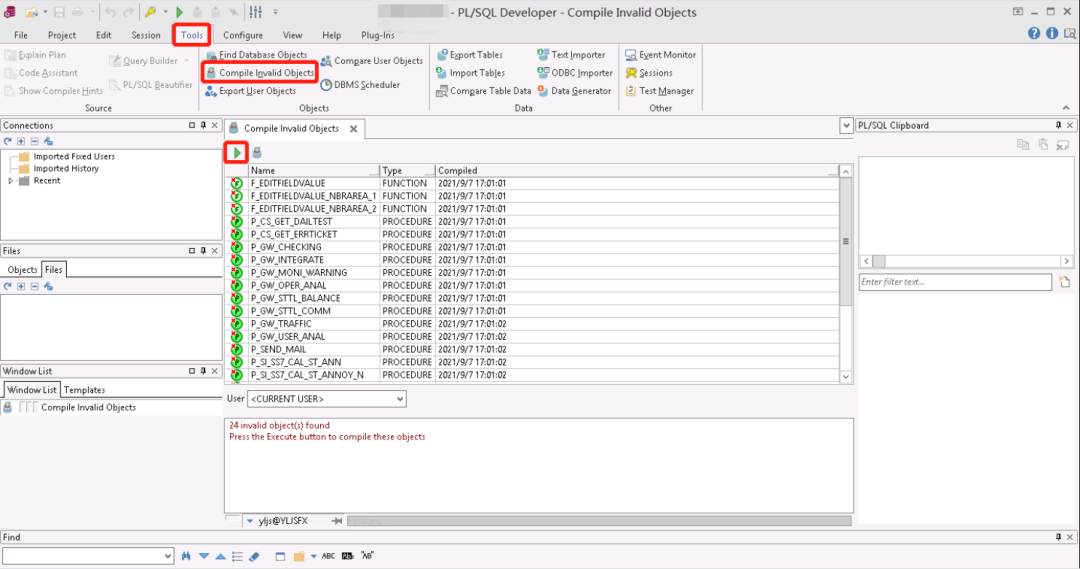 - PL/SQL Developer - Compile Invalid Objects
File Project Edit Session Tools Configure View Help Plug-Ins
Explain Plan
Code Assistant
Show Compiler Hints
Query Builder
PL/SQL Beautifier
Source
Find Database Objects
Compile Invalid Objects
Export User Objects
Compare User Objects
DBMS Scheduler
Objects
Export Tables
Import Tables
Compare Table Data
Text Importer
ODBC Importer
Data Generator
Data
Event Monitor
Sessions
Test Manager
Other
Connections
Imported Fixed Users
Imported History
Recent
Files
Objects Files
Window List
Window List Templates
Compile Invalid Objects
Compile Invalid Objects
Name Type Compiled
F_EDITFIELDVALUE FUNCTION 2021/9/7 17:01:01
F_EDITFIELDVALUE_NBRAREA_1 FUNCTION 2021/9/7 17:01:01
F_EDITFIELDVALUE_NBRAREA_2 FUNCTION 2021/9/7 17:01:01
P_CS_GET_DAILTEST PROCEDURE 2021/9/7 17:01:01
P_CS_GET_ERRTICKET PROCEDURE 2021/9/7 17:01:01
P_GW_CHECKING PROCEDURE 2021/9/7 17:01:01
P_GW_INTEGRATE PROCEDURE 2021/9/7 17:01:01
P_GW_MONI_WARNING PROCEDURE 2021/9/7 17:01:01
P_GW_OPER_ANAL PROCEDURE 2021/9/7 17:01:01
P_GW_STTL_BALANCE PROCEDURE 2021/9/7 17:01:01
P_GW_STTL_COMM PROCEDURE 2021/9/7 17:01:01
P_GW_TRAFFIC PROCEDURE 2021/9/7 17:01:02
P_GW_USER_ANAL PROCEDURE 2021/9/7 17:01:02
P_SEND_MAIL PROCEDURE 2021/9/7 17:01:02
P_SI_SS7_CAL_ST_ANN PROCEDURE 2021/9/7 17:01:02
P_SI_SS7_CAL_ST_ANNOY_N PROCEDURE 2021/9/7 17:01:02
User <CURRENT USER>
24 invalid object(s) found
Press the Execute button to compile these objects
yljs@YLJSFX
PL/SQL Clipboard
Enter filter text...
Find
ABC "AB"